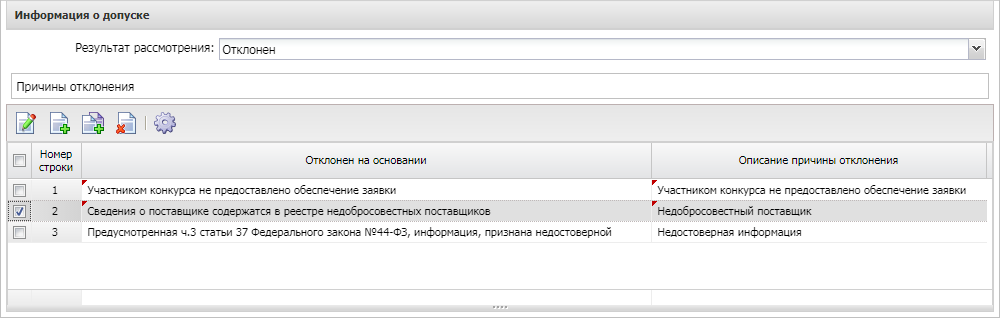 Информация о допуске
Результат рассмотрения: Отклонен
Причины отклонения
Номер строки Отклонен на основании Описание причины отклонения
1 Участником конкурса не предоставлено обеспечение заявки Участником конкурса не предоставлено обеспечение заявки
2 Сведения о поставщике содержатся в реестре недобросовестных поставщиков Недобросовестный поставщик
3 Предусмотренная ч.3 статьи 37 Федерального закона №44-ФЗ, информация, признана недостоверной Недостоверная информация